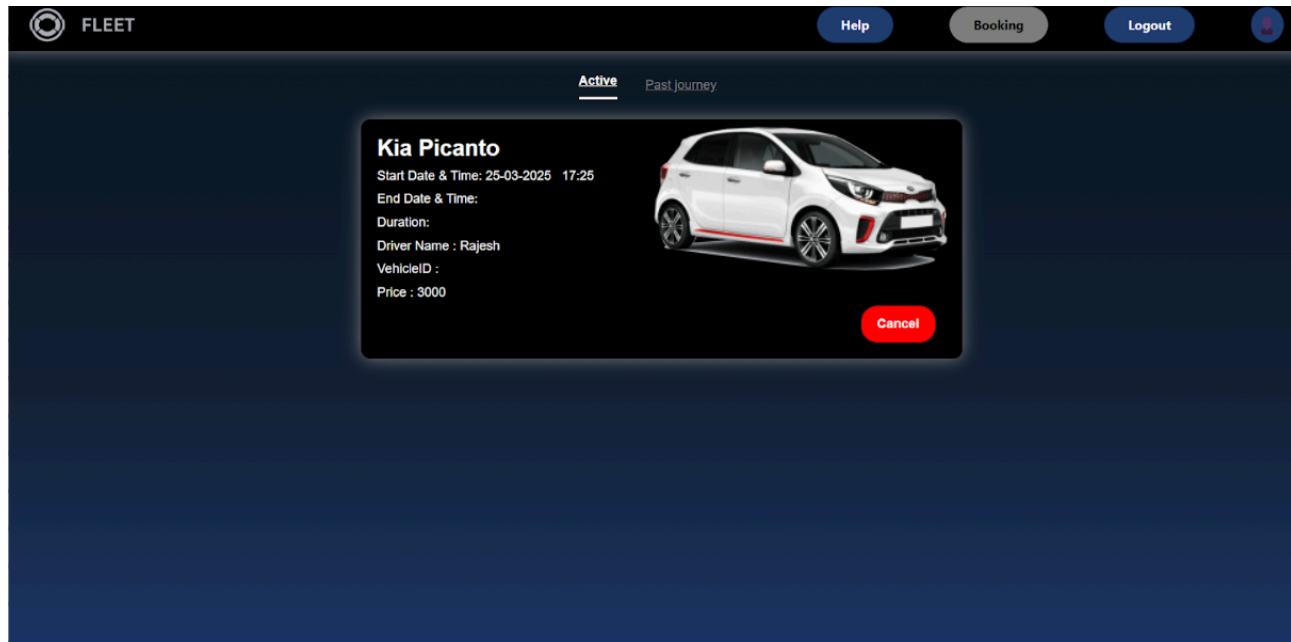 FLEET
Help
Booking
Logout
Active
Past journey
Kia Picanto
Start Date & Time: 25-03-2025 17:25
End Date & Time:
Duration:
Driver Name : Rajesh
VehicleID :
Price : 3000
Cancel